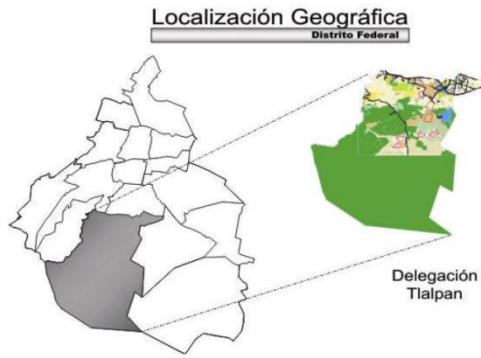 Localización Geográfica
Distrito Federal
Delegación
Tlalpan